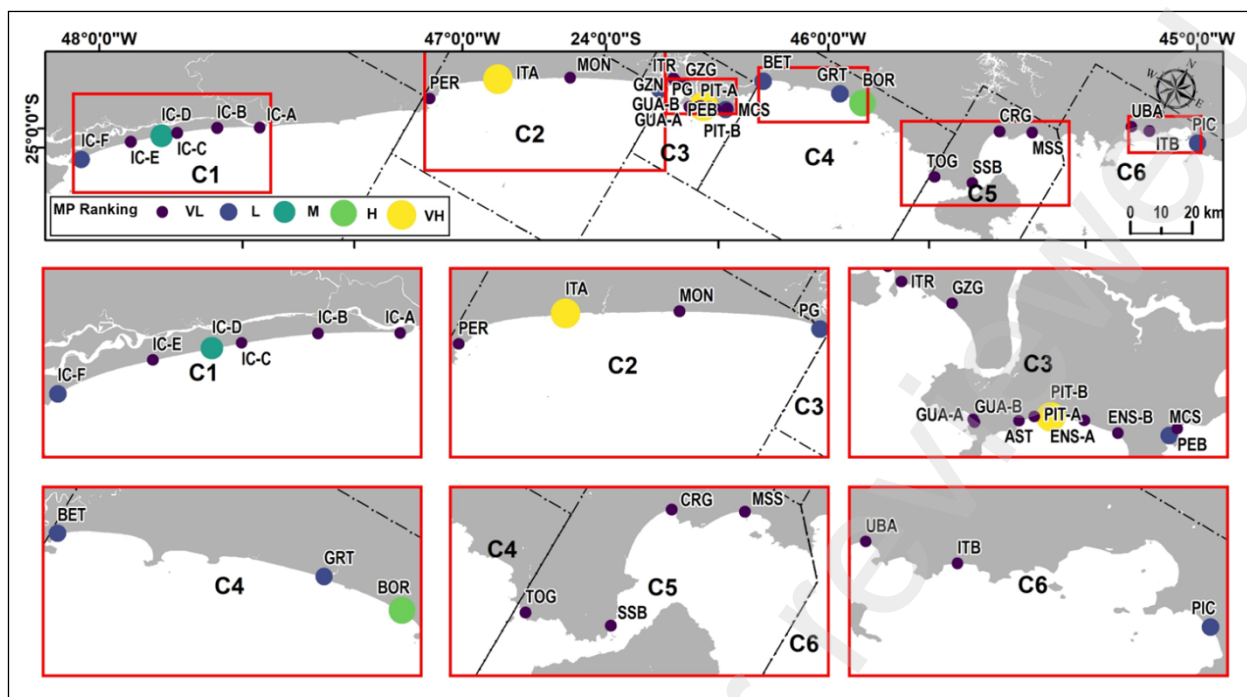 48°0'0"W 47°0'0"W 24°0'0"S 46°0'0"W 45°0'0"W
25°0'0"S
IC-F IC-E IC-D IC-C IC-B IC-A C1
PER ITA MON C2
ITR GZG GZN PG PIT-A GUA-B PEB MCS GUA-A PIT-B C3
BET GRT BOR C4
TOG SSB CRG MSS C5
UBA ITB PIC C6
N E S W
MP Ranking VL L M H VH
0 10 20 km
IC-F IC-E IC-D IC-C IC-B IC-A
C1
PER ITA MON PG
C2
C3
ITR GZG
C3
GUA-A GUA-B AST PIT-A PIT-B ENS-A ENS-B MCS PEB
BET GRT BOR
C4
C4 CRG MSS
TOG SSB C5
C6
UBA ITB
C6
PIC
reviewed